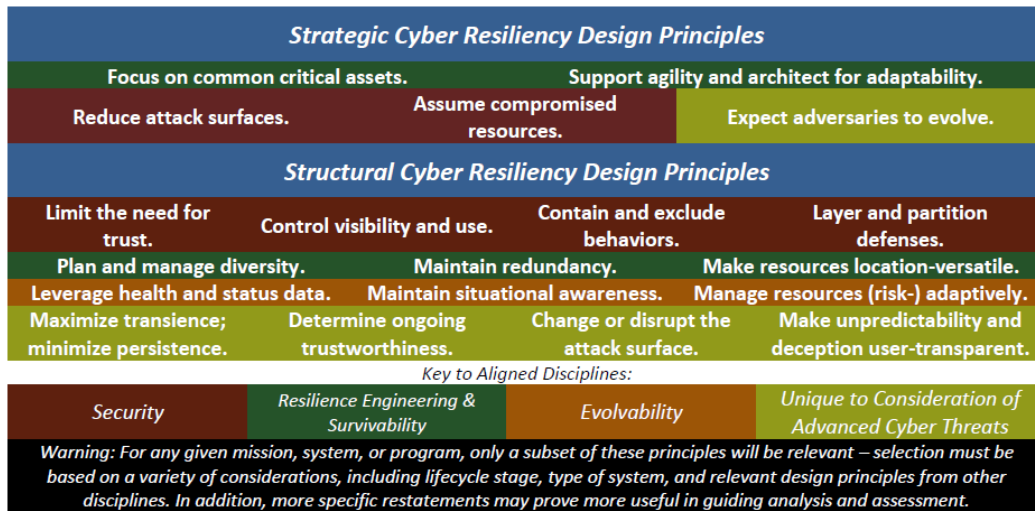 Strategic Cyber Resiliency Design Principles
Focus on common critical assets.
Support agility and architect for adaptability.
Reduce attack surfaces.
Assume compromised
resources.
Expect adversaries to evolve.
Structural Cyber Resiliency Design Principles
Limit the need for
trust.
Control visibility and use.
Contain and exclude
behaviors.
Layer and partition
defenses.
Plan and manage diversity.
Maintain redundancy.
Make resources location-versatile.
Leverage health and status data.
Maintain situational awareness.
Manage resources (risk-) adaptively.
Maximize transience;
minimize persistence.
Determine ongoing
trustworthiness.
Change or disrupt the
attack surface.
Make unpredictability and
deception user-transparent.
Key to Aligned Disciplines:
Security
Resilience Engineering &
Survivability
Evolvability
Unique to Consideration of
Advanced Cyber Threats
Warning: For any given mission, system, or program, only a subset of these principles will be relevant – selection must be
based on a variety of considerations, including lifecycle stage, type of system, and relevant design principles from other
disciplines. In addition, more specific restatements may prove more useful in guiding analysis and assessment.